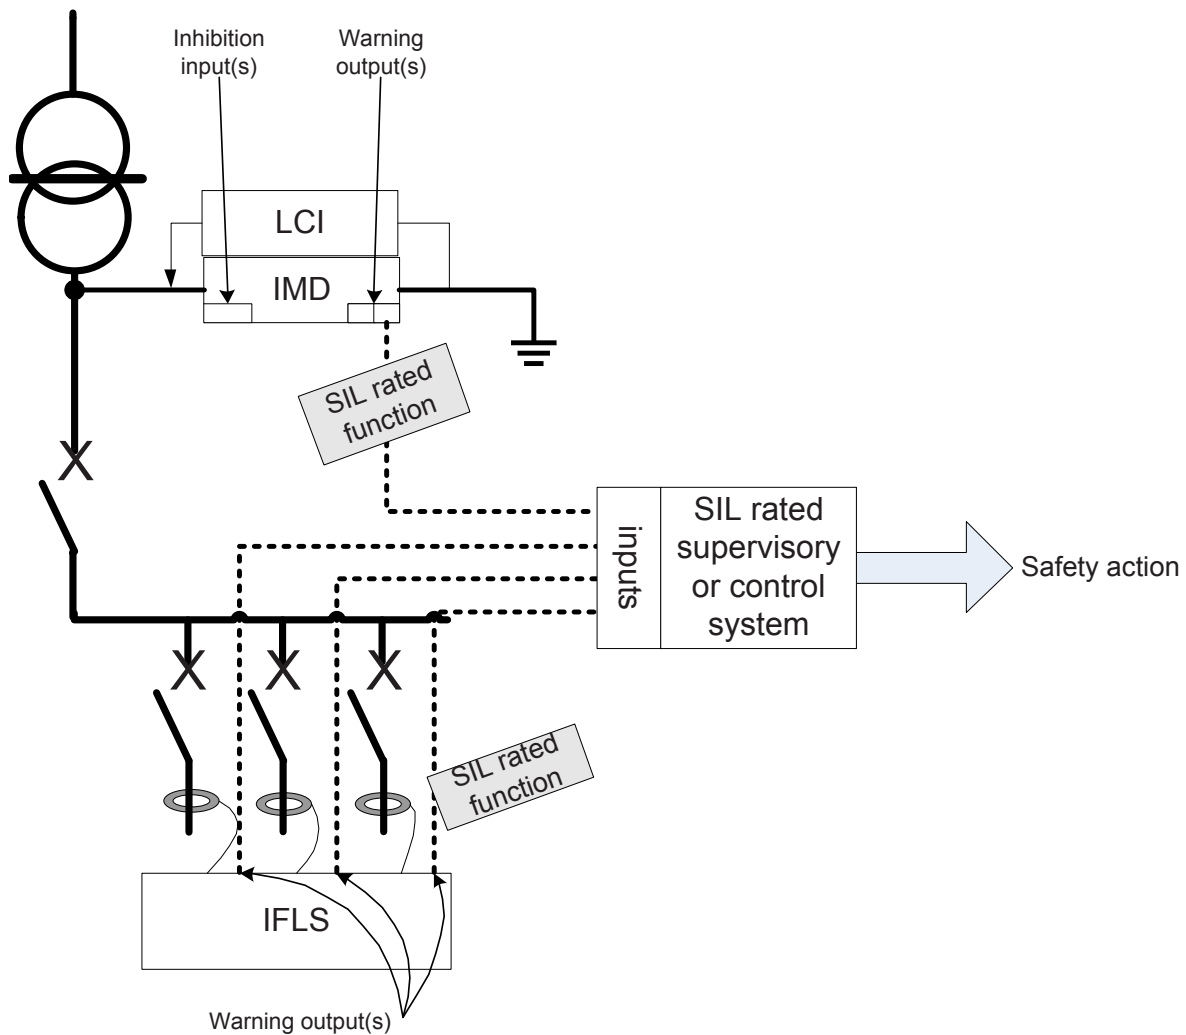 Inhibition
input(s)
Warning
output(s)
LCI
IMD
SIL rated
function
inputs
SIL rated
supervisory
or control
system
Safety action
X
X
X
X
SIL rated
function
IFLS
Warning output(s)